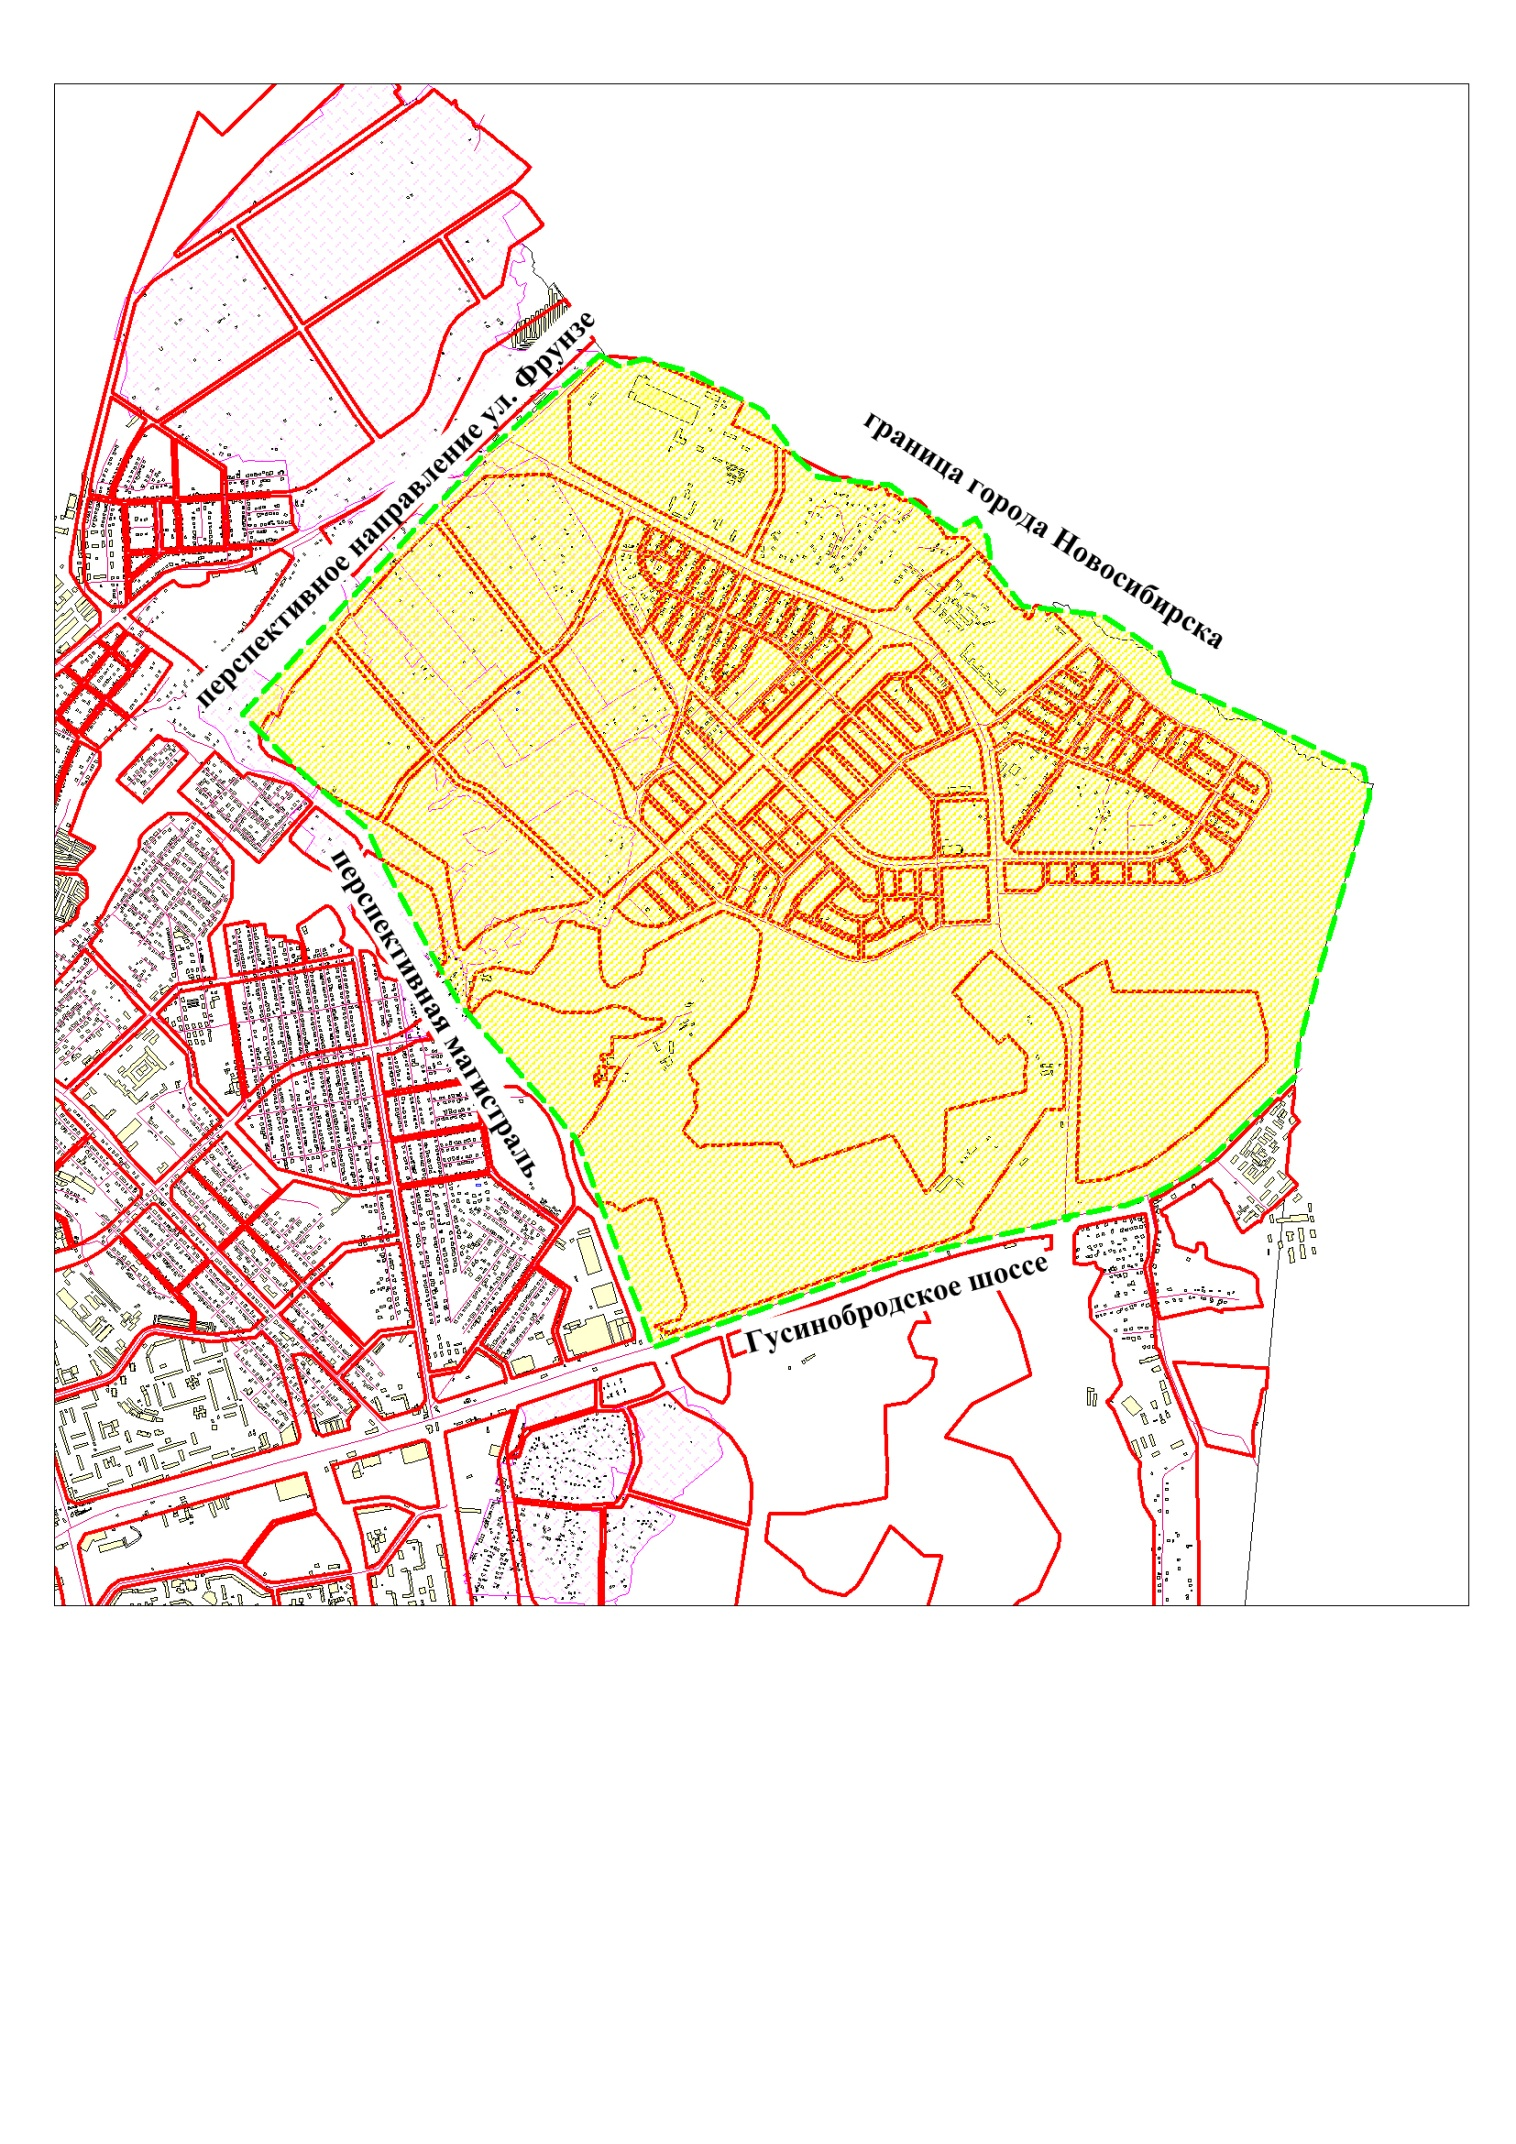 перспективное направление ул. Фрунзе
граница города Новосибирска
перспективная магистраль
Гусинобродское шоссе